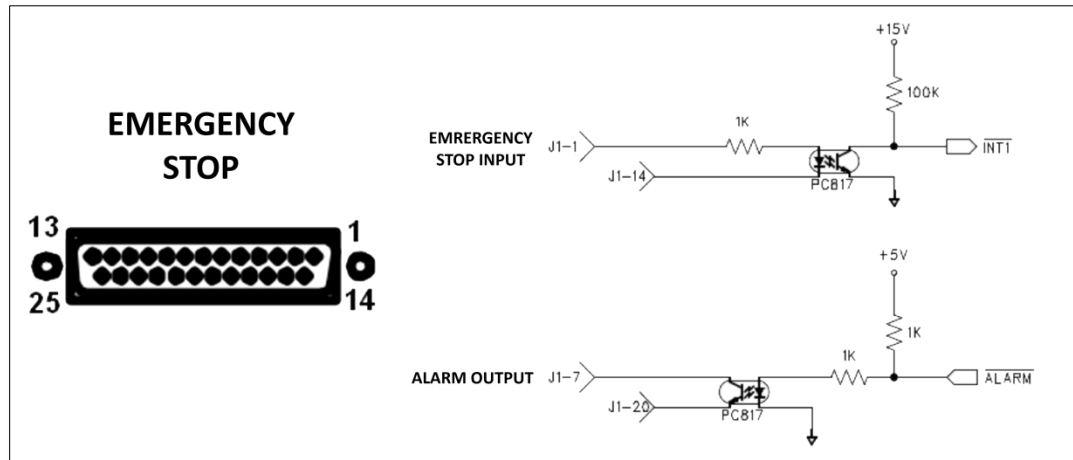 EMERGENCY
STOP
13
1
25
14
EMRERGENCY
STOP INPUT
J1-1
J1-14
1K
PC817
+15V
100K
INT1
ALARM OUTPUT
J1-7
J1-20
PC817
1K
+5V
1K
ALARM